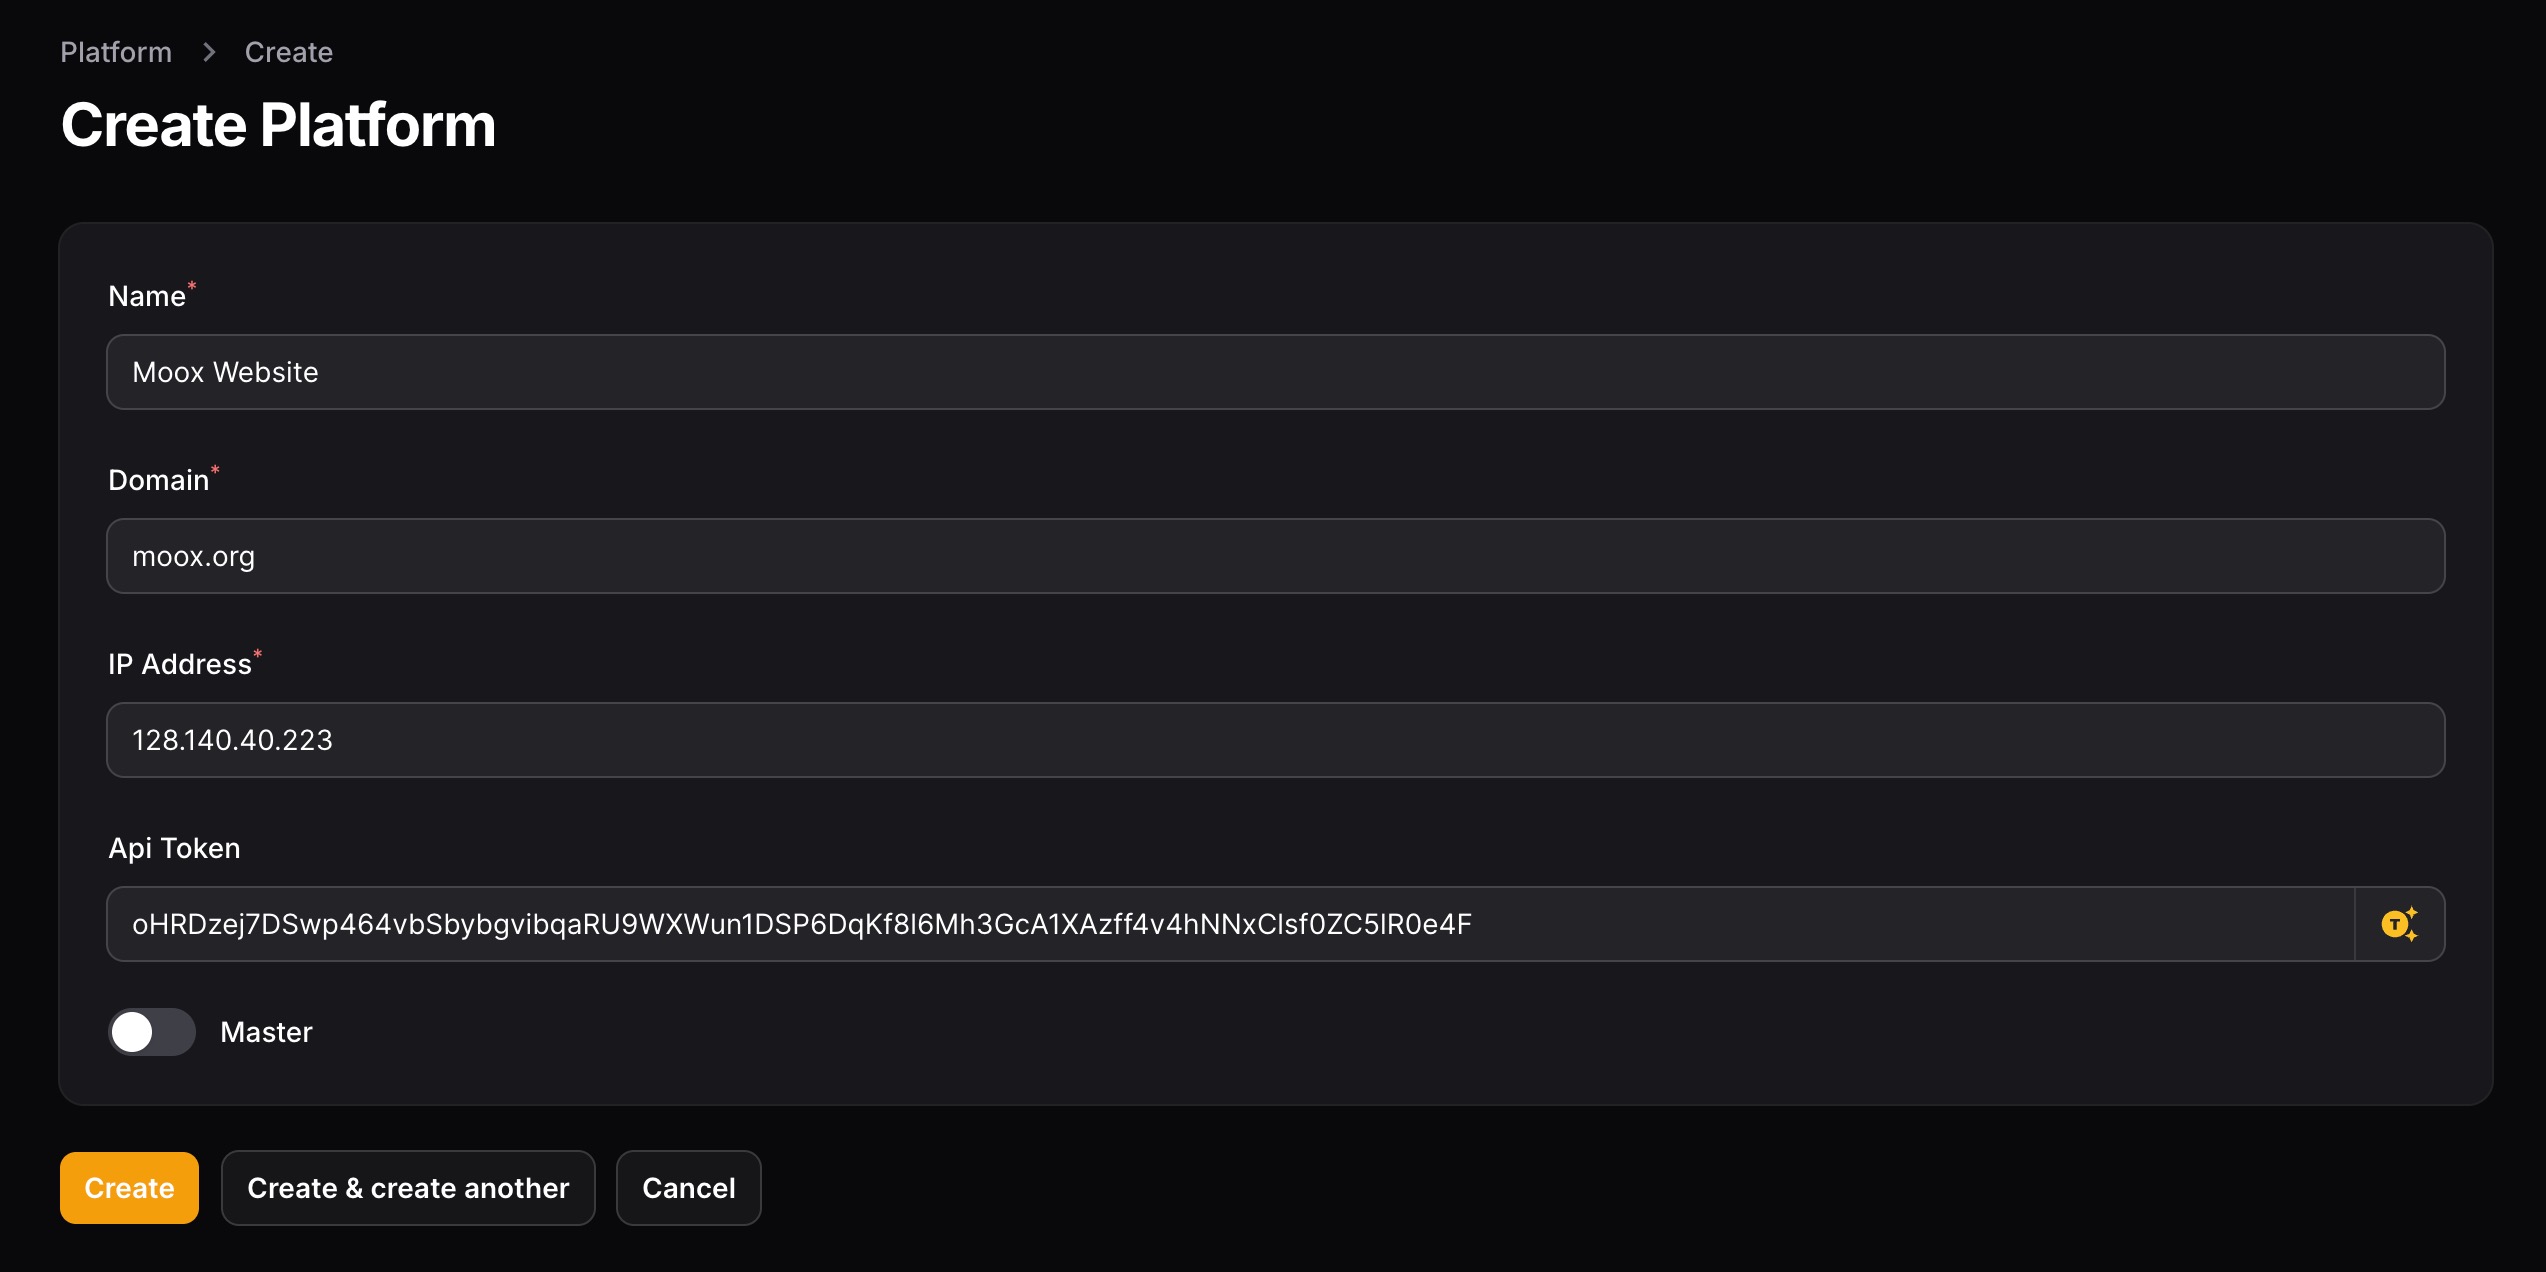 Platform > Create
Create Platform
Name*
Moox Website
Domain*
moox.org
IP Address*
128.140.40.223
Api Token
oHRDzej7DSwp464vbSbybgvibqaRU9WXWun1DSP6DqKf8I6Mh3GcA1XAzff4v4hNNxCIsf0ZC5IR0e4F
T
Master
Create
Create & create another
Cancel